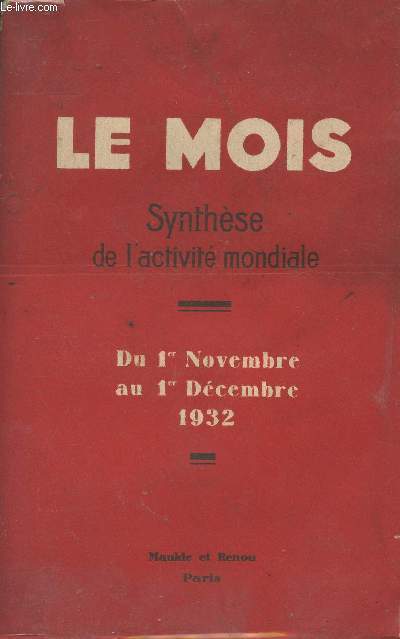 Le-livre.com
LE MOIS
Synthèse
de l'activité mondiale
Du 1er Novembre
au 1er Décembre
1932
Maulde et Renou
Paris